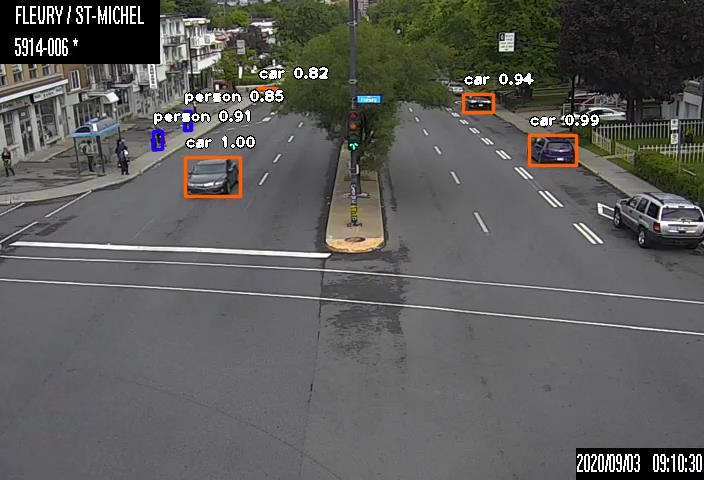 FLEURY / ST-MICHEL
5914-006 *
car 0.82
car 0.94
person 0.85
person 0.91
car 0.99
car 1.00
Fleury
2020/09/03 09:10:30